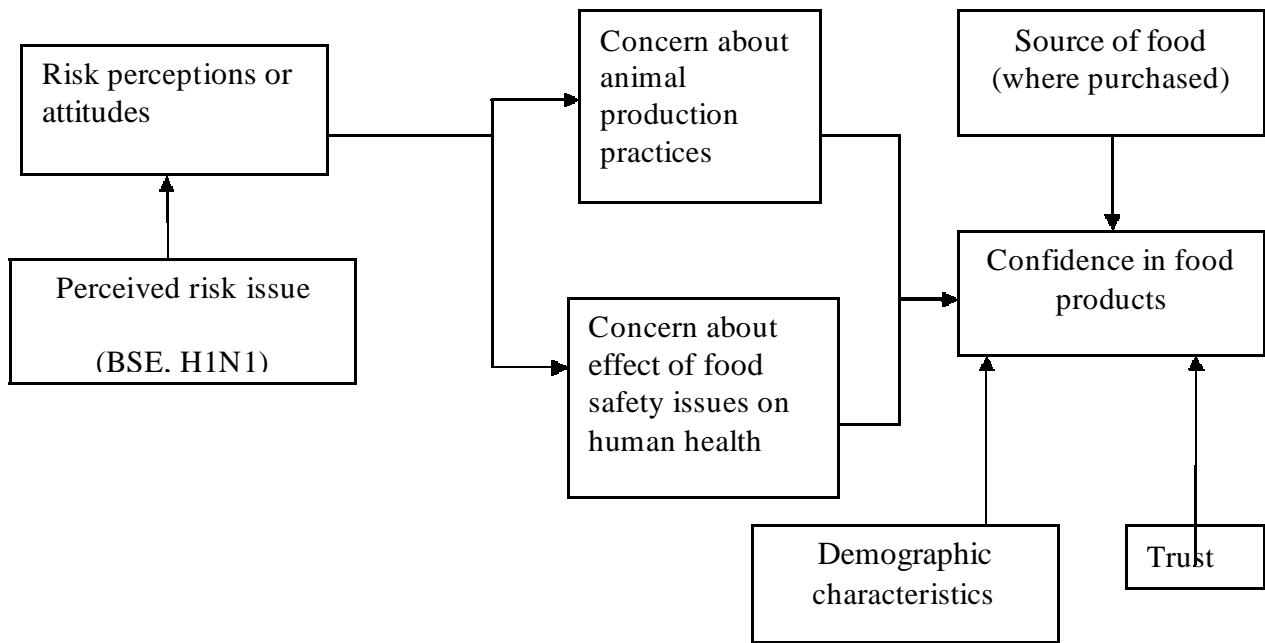 Risk perceptions or
attitudes
Perceived risk issue
(BSE, H1N1)
Concern about
animal
production
practices
Concern about
effect of food
safety issues on
human health
Source of food
(where purchased)
Confidence in food
products
Demographic
characteristics
Trust